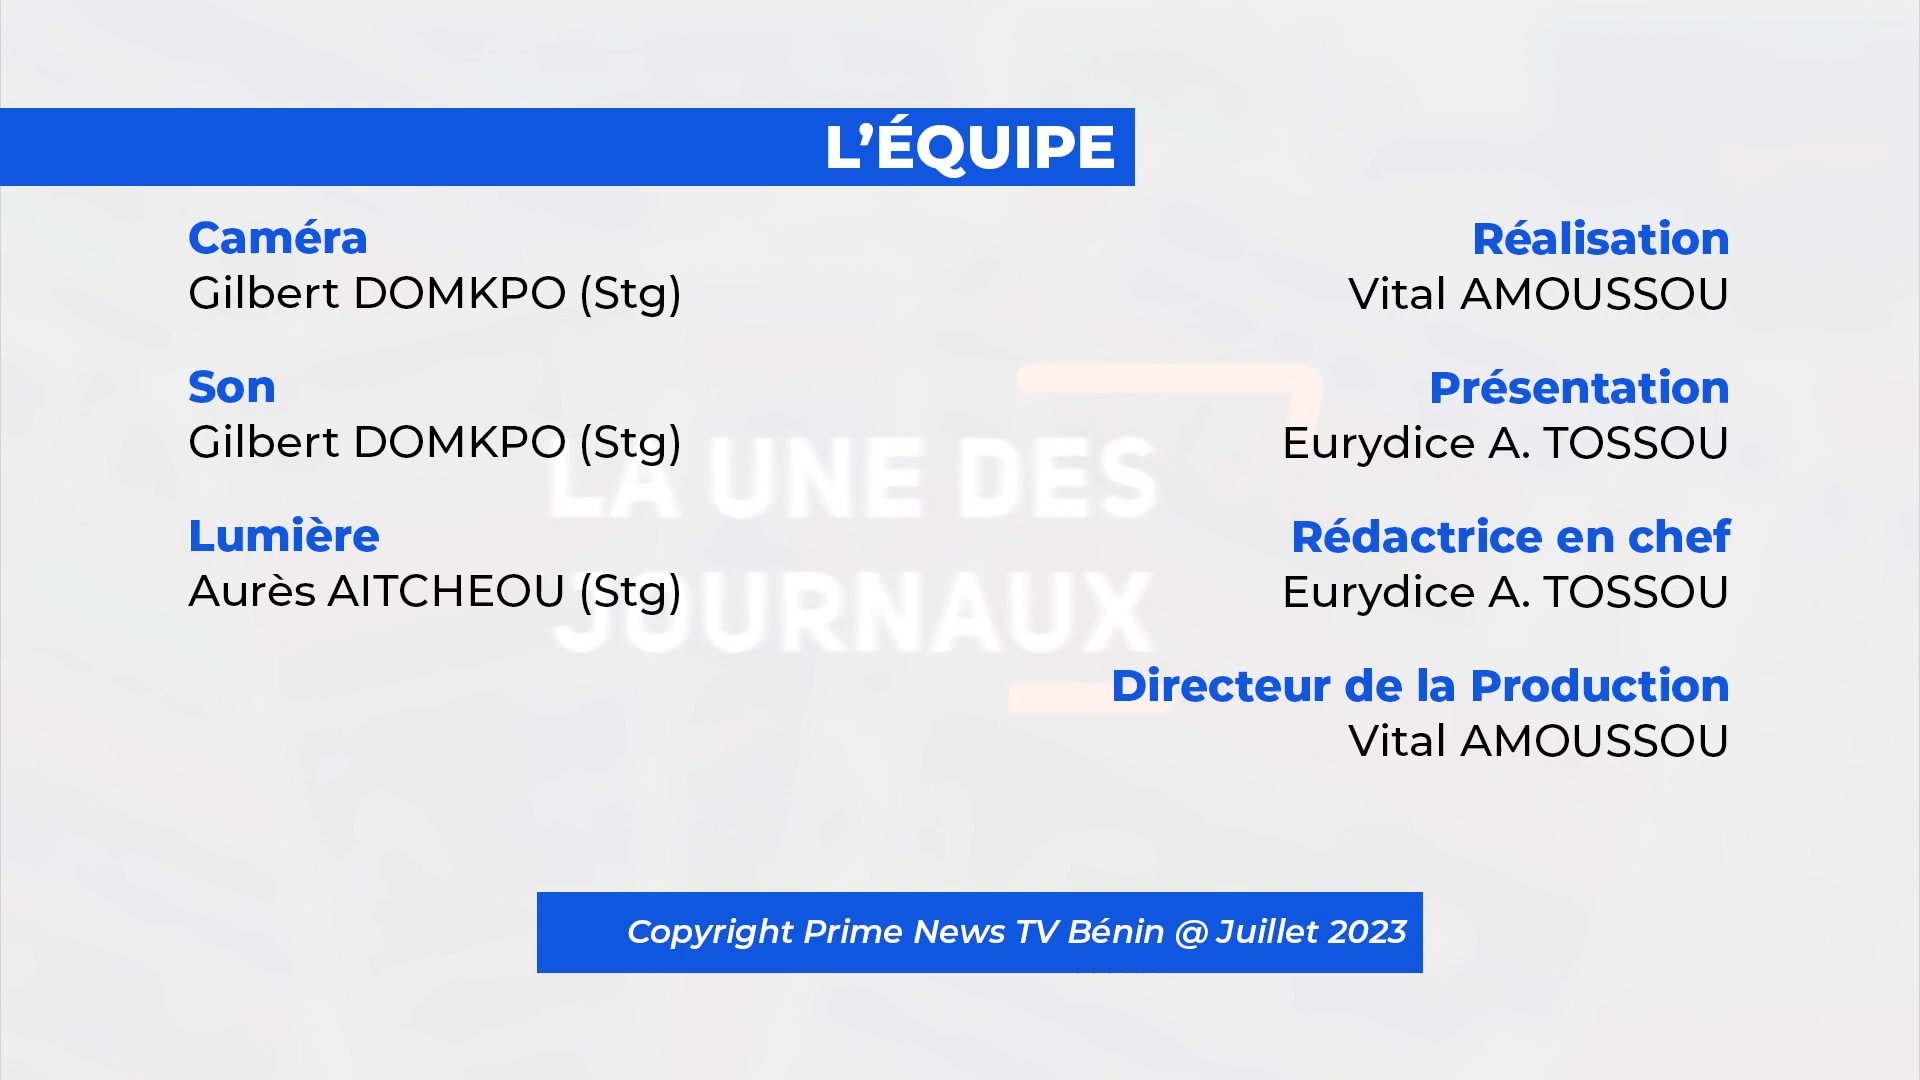 L’ÉQUIPE
Caméra
Gilbert DOMKPO (Stg)
Son
Gilbert DOMKPO (Stg)
Lumière
Aurès AITCHEOU (Stg)
Réalisation
Vital AMOUSSOU
Présentation
Eurydice A. TOSSOU
Rédactrice en chef
Eurydice A. TOSSOU
Directeur de la Production
Vital AMOUSSOU
LA UNE DES
JOURNAUX
Copyright Prime News TV Bénin @ Juillet 2023